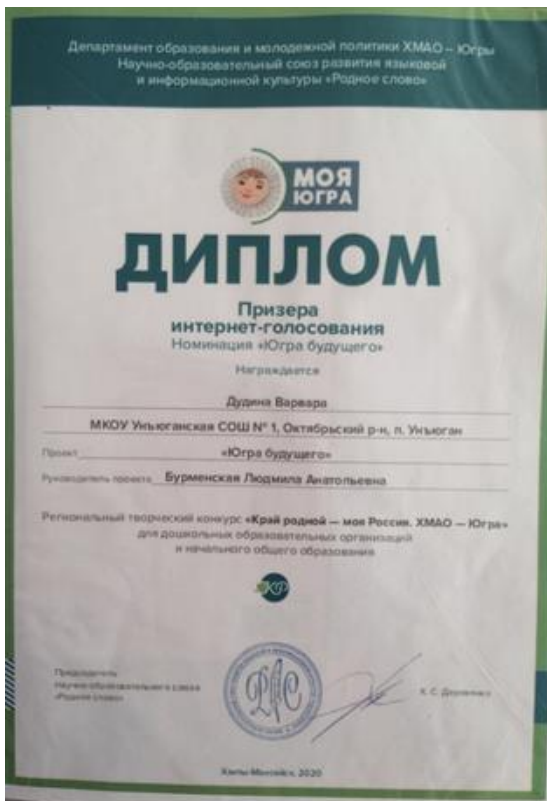 Департамент образования и молодежной политики ХМАО – Югры
Научно-образовательный союз развития языковой
и информационной культуры «Родное слово»
МОЯ
ЮГРА
ДИПЛОМ
Призера
интернет-голосования
Номинация «Югра будущего»
Награждается
Дудина Варвара
МКОУ Унъюганская СОШ № 1, Октябрьский р-н, п. Унъюган
Проект «Югра будущего»
Руководитель проекта Бурменская Людмила Анатольевна
Региональный творческий конкурс «Край родной — моя Россия. ХМАО — Югра»
для дошкольных образовательных организаций
и начального общего образования
КР
Председатель
Научно-образовательного союза
«Родное слово»
К. С.
Ханты-Мансийск, 2020